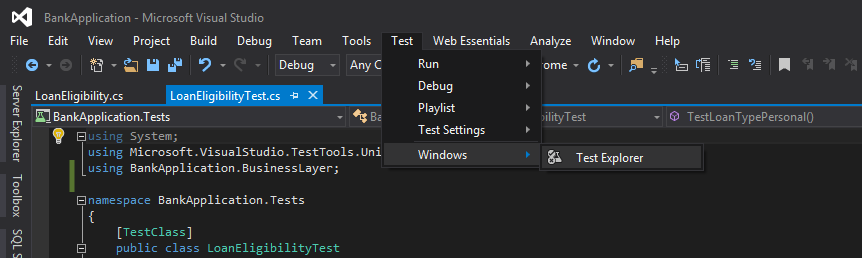 BankApplication - Microsoft Visual Studio
File Edit View Project Build Debug Team Tools Test Web Essentials Analyze Window Help
Debug Any C rome
Run
Debug
Playlist
Test Settings
Windows
Test Explorer
LoanEligibility.cs LoanEligibilityTest.cs
BankApplication.Tests Ba ibilityTest TestLoanTypePersonal()
using System;
using Microsoft.VisualStudio.TestTools.Uni
using BankApplication.BusinessLayer;
namespace BankApplication.Tests
{
[TestClass]
public class LoanEligibilityTest
Server Explorer
Toolbox
SQL S